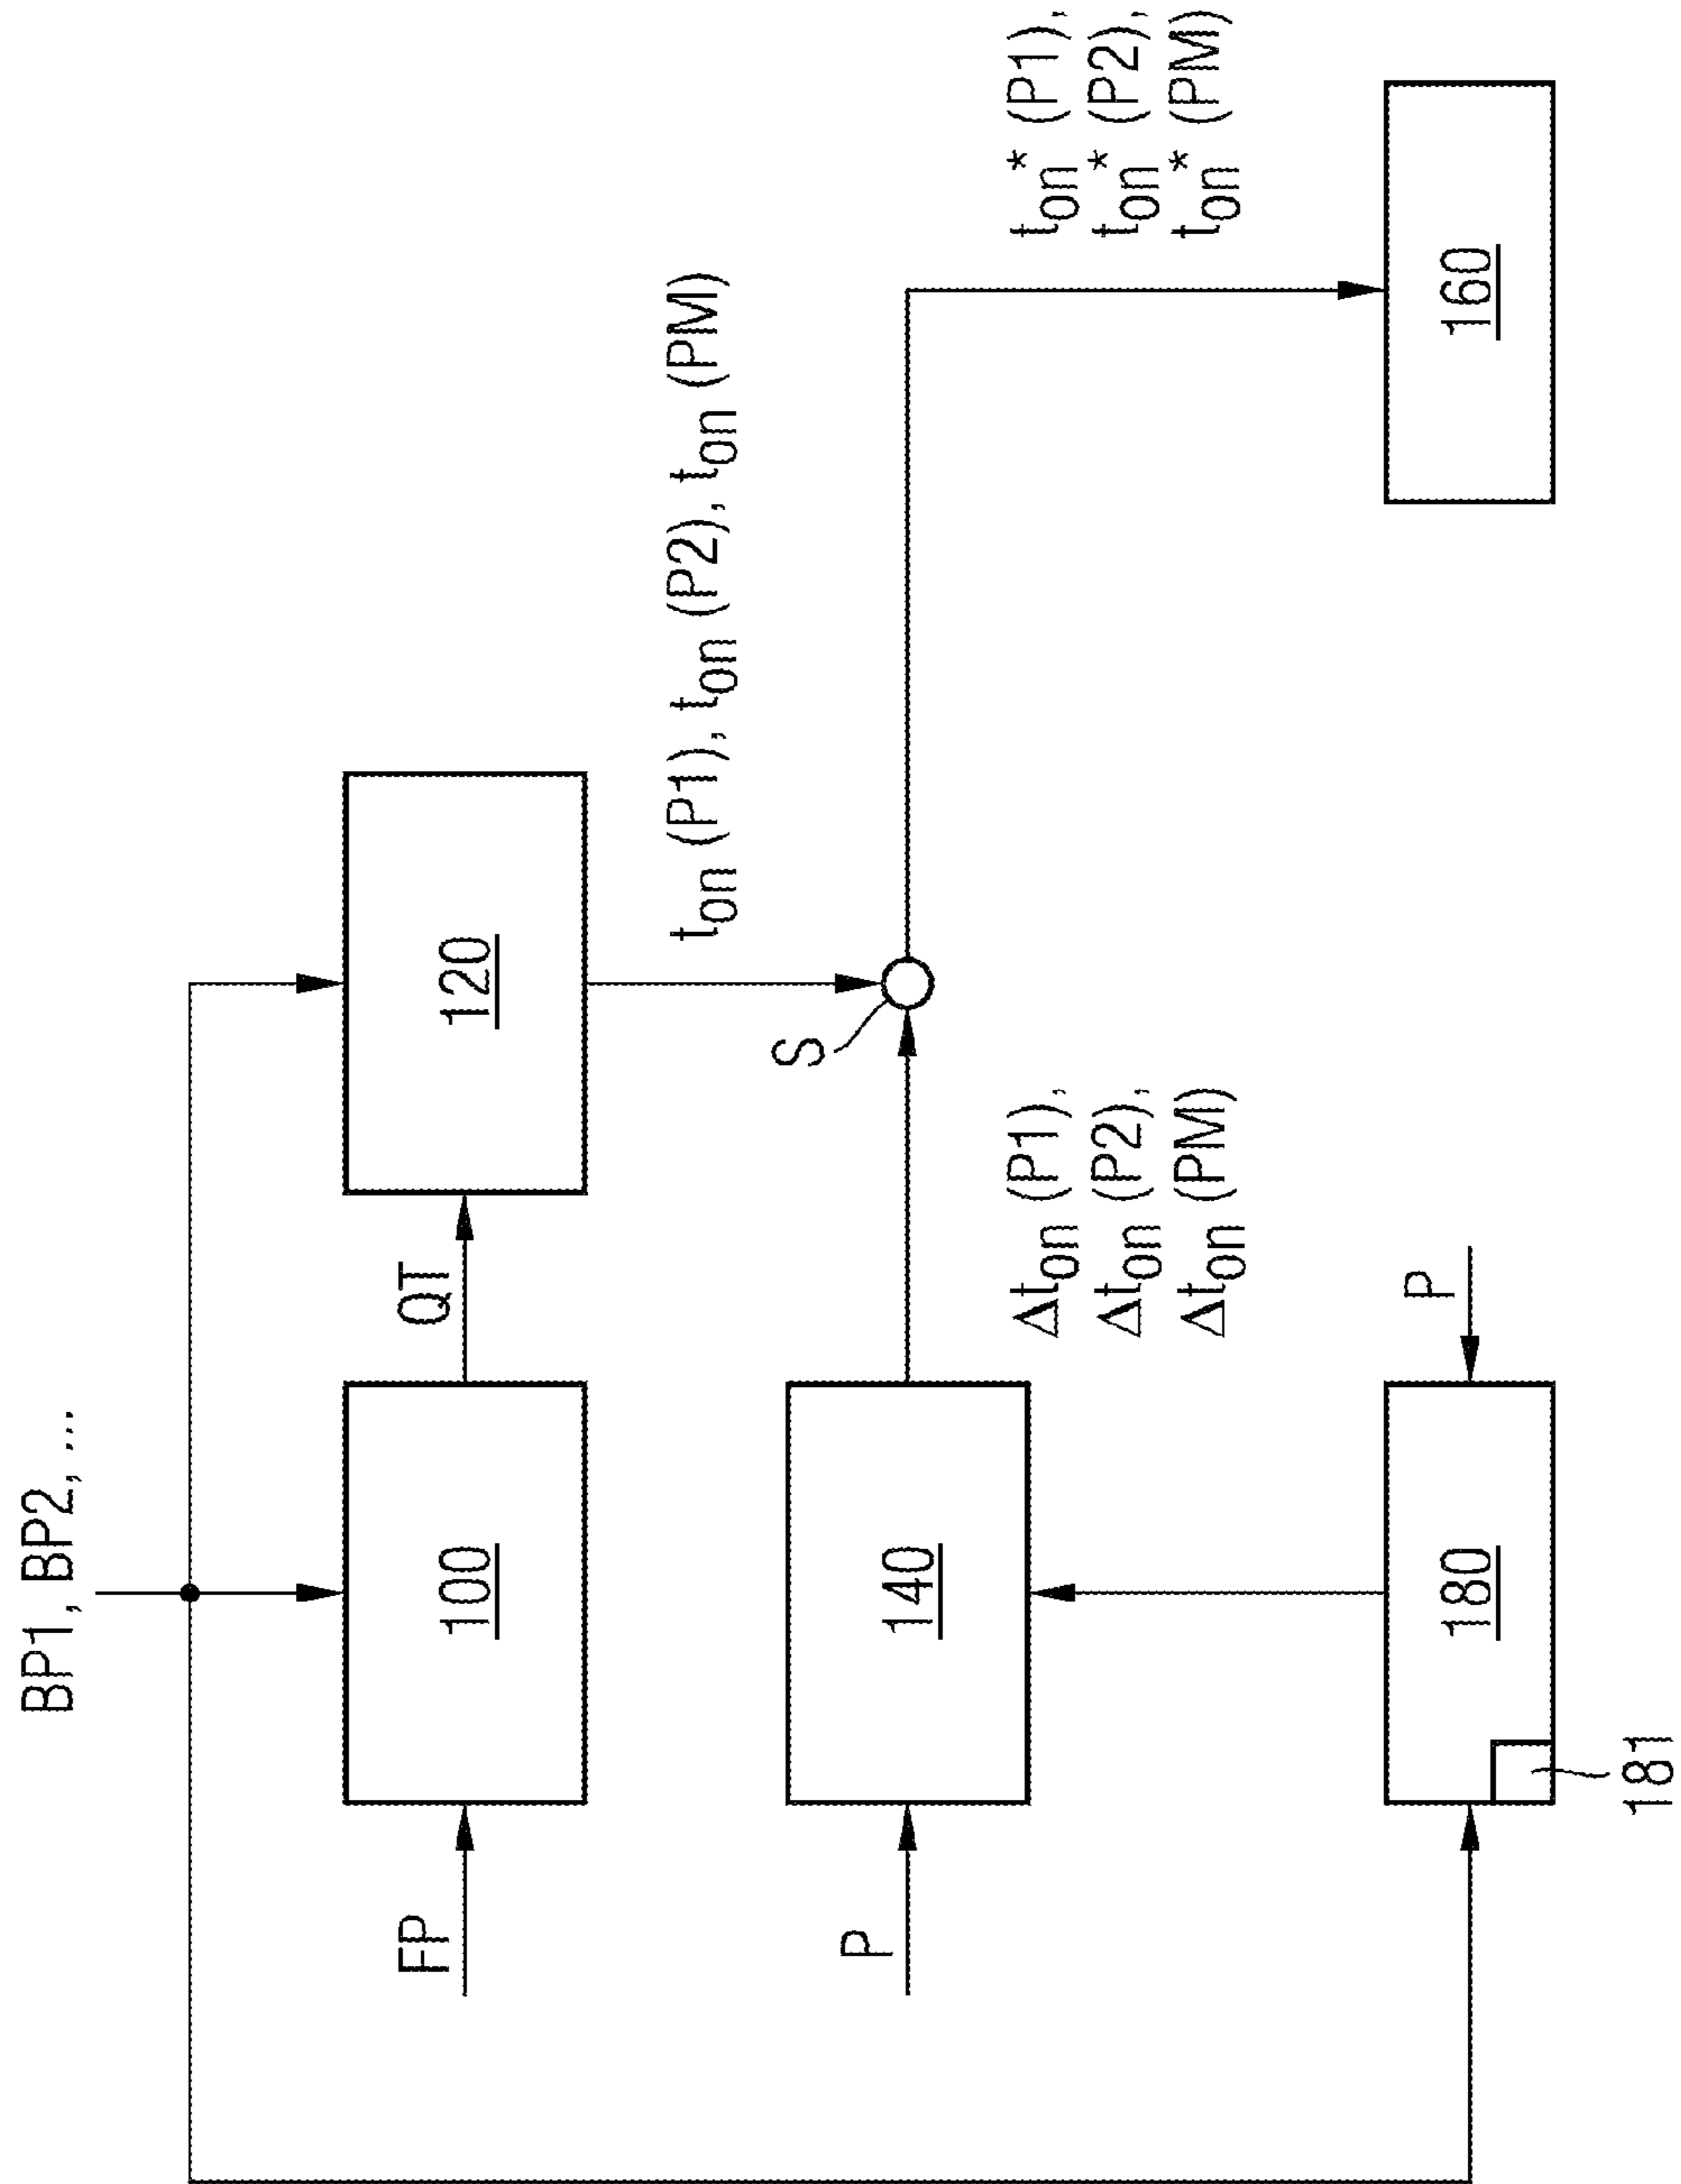 BP1, BP2, ...
FP
100
QT
120
t_on (P1), t_on (P2), t_on (PM)
P
140
S
Δt_on (P1),
Δt_on (P2),
Δt_on (PM)
t_on* (P1),
t_on* (P2),
t_on* (PM)
180
P
160
181